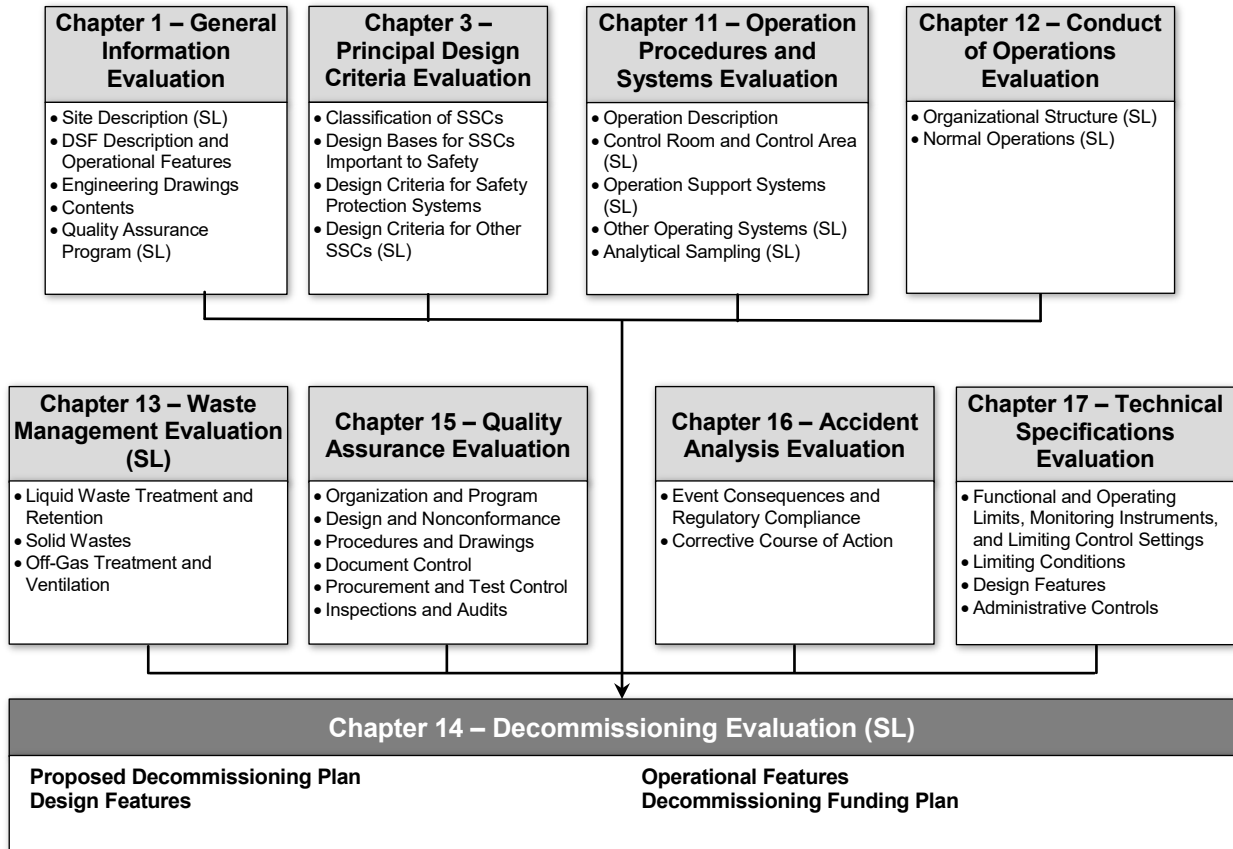 Chapter 1 – General
Information
Evaluation
• Site Description (SL)
• DSF Description and
Operational Features
• Engineering Drawings
• Contents
• Quality Assurance
Program (SL)
Chapter 3 –
Principal Design
Criteria Evaluation
• Classification of SSCs
• Design Bases for SSCs
Important to Safety
• Design Criteria for Safety
Protection Systems
• Design Criteria for Other
SSCs (SL)
Chapter 11 – Operation
Procedures and
Systems Evaluation
• Operation Description
• Control Room and Control Area
(SL)
• Operation Support Systems
(SL)
• Other Operating Systems (SL)
• Analytical Sampling (SL)
Chapter 12 – Conduct
of Operations
Evaluation
• Organizational Structure (SL)
• Normal Operations (SL)
Chapter 13 – Waste
Management Evaluation
(SL)
• Liquid Waste Treatment and
Retention
• Solid Wastes
• Off-Gas Treatment and
Ventilation
Chapter 15 – Quality
Assurance Evaluation
• Organization and Program
• Design and Nonconformance
• Procedures and Drawings
• Document Control
• Procurement and Test Control
• Inspections and Audits
Chapter 16 – Accident
Analysis Evaluation
• Event Consequences and
Regulatory Compliance
• Corrective Course of Action
Chapter 17 – Technical
Specifications
Evaluation
• Functional and Operating
Limits, Monitoring Instruments,
and Limiting Control Settings
• Limiting Conditions
• Design Features
• Administrative Controls
Chapter 14 – Decommissioning Evaluation (SL)
Proposed Decommissioning Plan
Design Features
Operational Features
Decommissioning Funding Plan